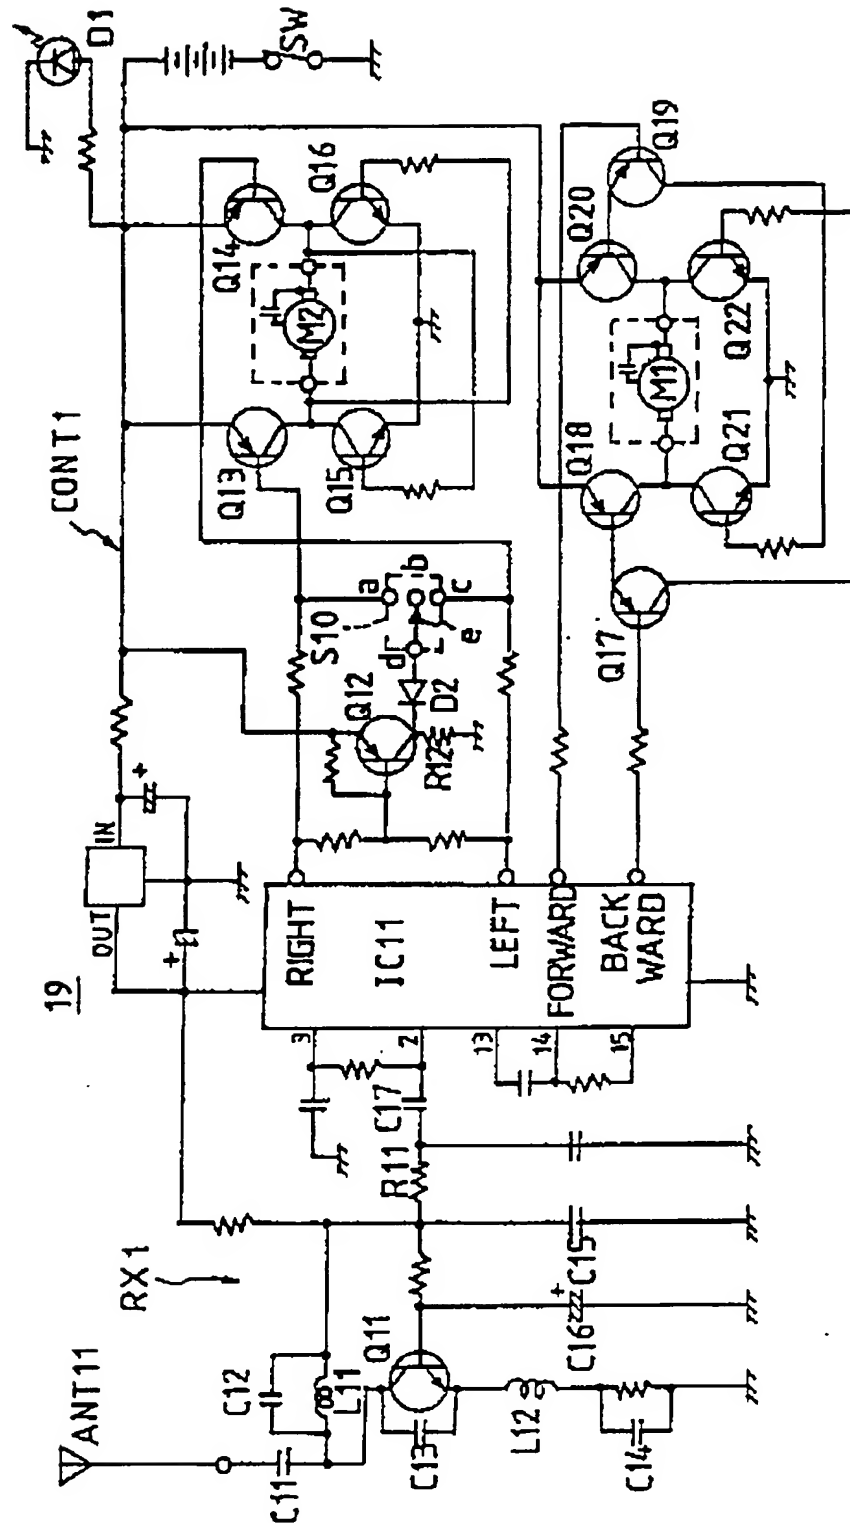 ANT11
C11
C12
L11
C13
Q11
L12
C14
C16
+
C15
RX1
R11
C17
19
OUT
IN
+
+
3
2
13
14
15
IC11
RIGHT
LEFT
FORWARD
BACK
WARD
CONT1
Q12
R12
D2
S10
a
b
c
d
e
Q13
Q14
Q15
Q16
M2
D1
SW
Q17
Q18
Q19
Q20
Q21
Q22
M1